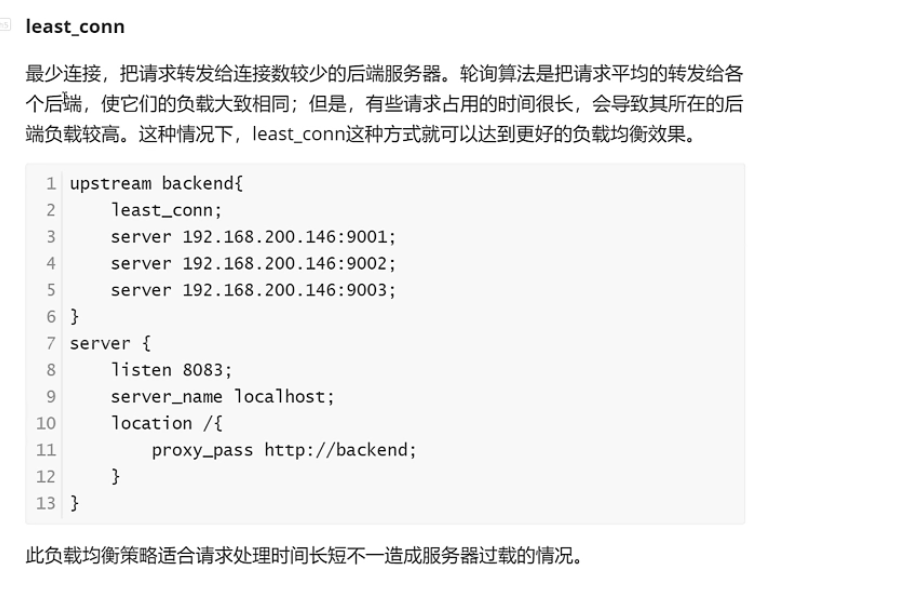 least_conn
最少连接，把请求转发给连接数较少的后端服务器。轮询算法是把请求平均的转发给各
个后端，使它们的负载大致相同；但是，有些请求占用的时间很长，会导致其所在的后
端负载较高。这种情况下，least_conn这种方式就可以达到更好的负载均衡效果。
1 upstream backend{
2     least_conn;
3     server 192.168.200.146:9001;
4     server 192.168.200.146:9002;
5     server 192.168.200.146:9003;
6 }
7 server {
8     listen 8083;
9     server_name localhost;
10     location /{
11         proxy_pass http://backend;
12     }
13 }
此负载均衡策略适合请求处理时间长短不一造成服务器过载的情况。